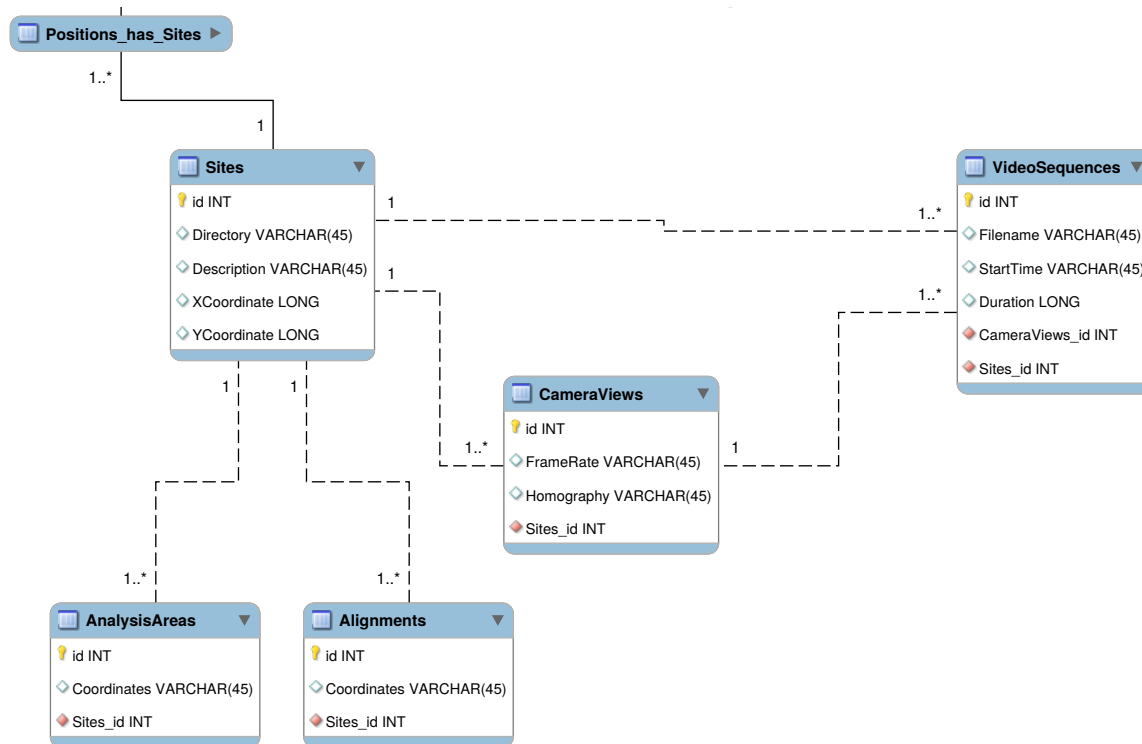 Positions_has_Sites
1..*
1
Sites
id INT
Directory VARCHAR(45)
Description VARCHAR(45)
XCoordinate LONG
YCoordinate LONG
1
1..*
1
1..*
VideoSequences
id INT
Filename VARCHAR(45)
StartTime VARCHAR(45)
Duration LONG
CameraViews_id INT
Sites_id INT
1
1
CameraViews
id INT
FrameRate VARCHAR(45)
Homography VARCHAR(45)
Sites_id INT
1..*
1
1..*
1..*
AnalysisAreas
id INT
Coordinates VARCHAR(45)
Sites_id INT
Alignments
id INT
Coordinates VARCHAR(45)
Sites_id INT